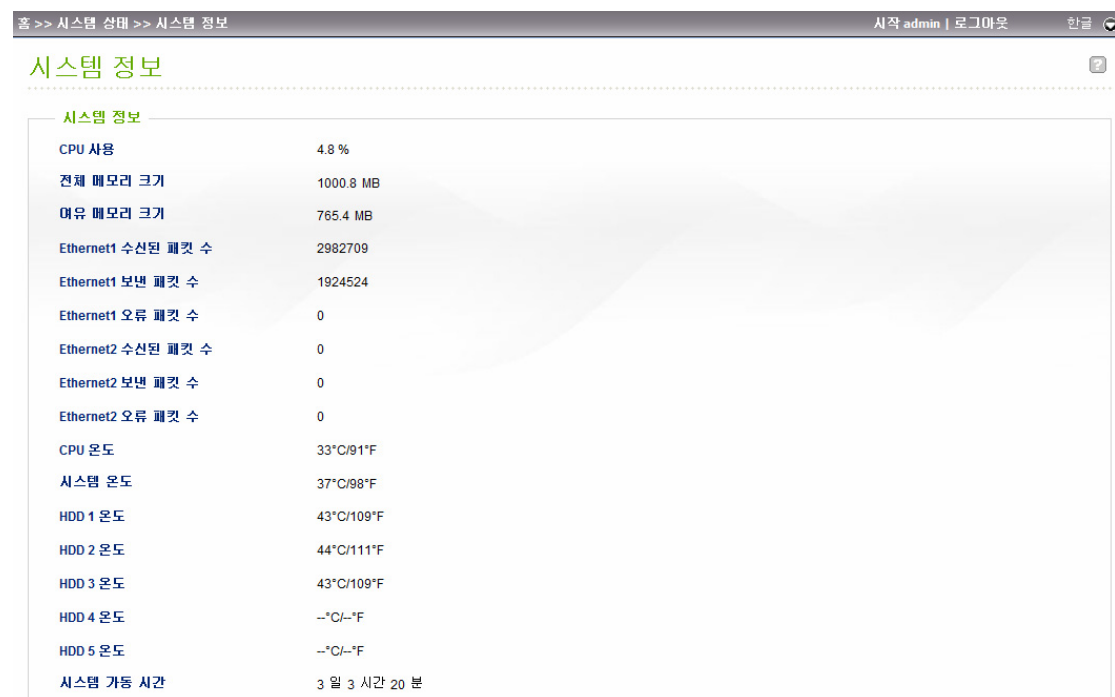 홈 >> 시스템 상태 >> 시스템 정보 시작 admin | 로그아웃 한글
시스템 정보 ?
시스템 정보
CPU 사용 4.8 %
전체 메모리 크기 1000.8 MB
여유 메모리 크기 765.4 MB
Ethernet1 수신된 패킷 수 2982709
Ethernet1 보낸 패킷 수 1924524
Ethernet1 오류 패킷 수 0
Ethernet2 수신된 패킷 수 0
Ethernet2 보낸 패킷 수 0
Ethernet2 오류 패킷 수 0
CPU 온도 33°C/91°F
시스템 온도 37°C/98°F
HDD 1 온도 43°C/109°F
HDD 2 온도 44°C/111°F
HDD 3 온도 43°C/109°F
HDD 4 온도 --°C/--°F
HDD 5 온도 --°C/--°F
시스템 가동 시간 3 일 3 시간 20 분